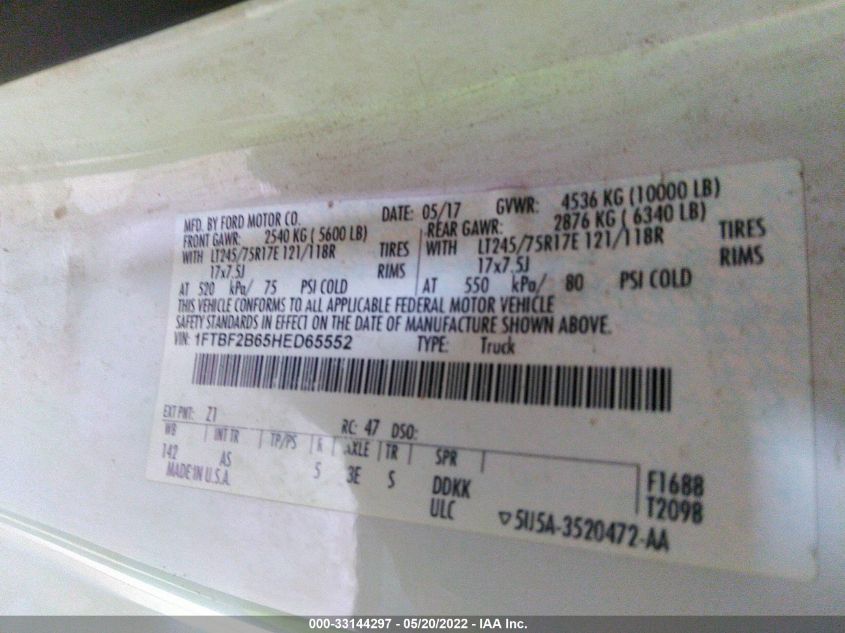 MFD. BY FORD MOTOR CO.
DATE: 05/17 GVWR: 4536 KG (10000 LB)
FRONT GAWR: 2540 KG ( 5600 LB) REAR GAWR: 2876 KG ( 6340 LB)
WITH LT245/75R17E 121/118R TIRES WITH LT245/75R17E 121/118R TIRES
17x7.5J RIMS 17x7.5J RIMS
AT 520 kPa/ 75 PSI COLD AT 550 kPa/ 80 PSI COLD
THIS VEHICLE CONFORMS TO ALL APPLICABLE FEDERAL MOTOR VEHICLE
SAFETY STANDARDS IN EFFECT ON THE DATE OF MANUFACTURE SHOWN ABOVE.
VIN: 1FTBF2B65HED65552 TYPE: Truck
EXT PNT: Z1 RC: 47 DSO:
WB INT TR TP/PS R AXLE TR SPR
142 AS 5 3E S DDKK F1688
MADE IN U.S.A. ULC T2098
▽5U5A-3520472-AA
000-33144297 - 05/20/2022 - IAA Inc.